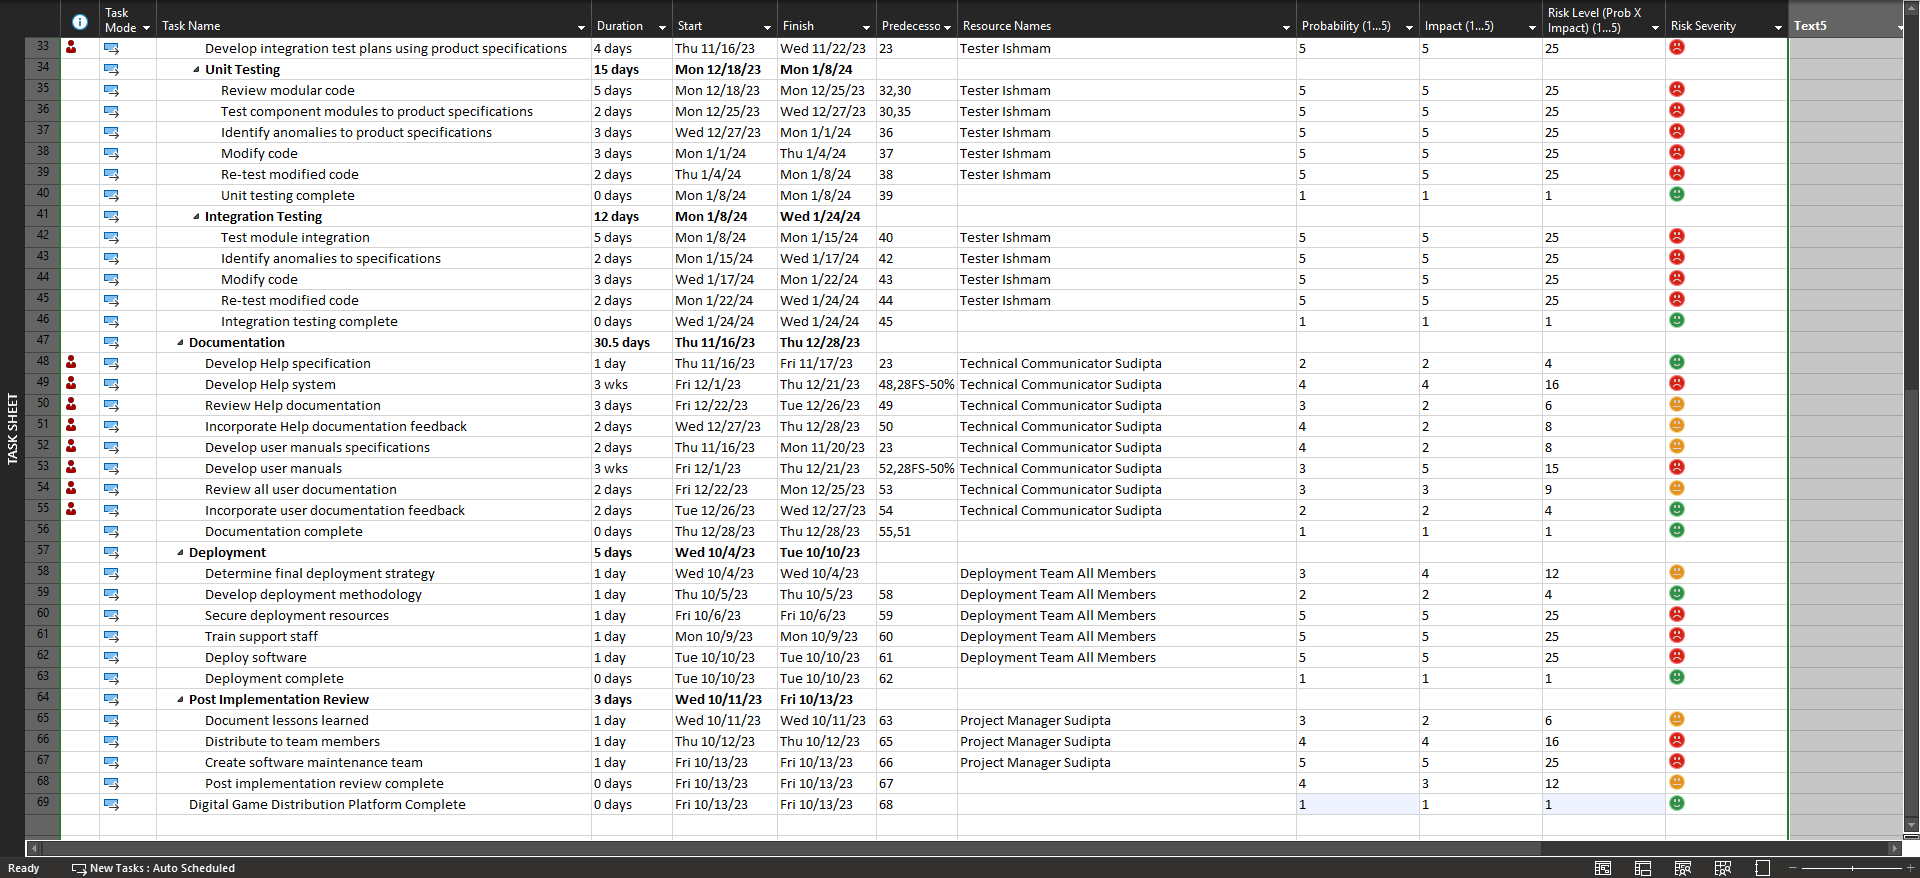 Task Mode Task Name Duration Start Finish Predecesso Resource Names Probability (1...5) Impact (1...5) Risk Level (Prob X Impact) (1...5) Risk Severity Text5
33 Develop integration test plans using product specifications 4 days Thu 11/16/23 Wed 11/22/23 23 Tester Ishmam 5 5 25
34 Unit Testing 15 days Mon 12/18/23 Mon 1/8/24
35 Review modular code 5 days Mon 12/18/23 Mon 12/25/23 32,30 Tester Ishmam 5 5 25
36 Test component modules to product specifications 2 days Mon 12/25/23 Wed 12/27/23 30,35 Tester Ishmam 5 5 25
37 Identify anomalies to product specifications 3 days Wed 12/27/23 Mon 1/1/24 36 Tester Ishmam 5 5 25
38 Modify code 3 days Mon 1/1/24 Thu 1/4/24 37 Tester Ishmam 5 5 25
39 Re-test modified code 2 days Thu 1/4/24 Mon 1/8/24 38 Tester Ishmam 5 5 25
40 Unit testing complete 0 days Mon 1/8/24 Mon 1/8/24 39 1 1 1
41 Integration Testing 12 days Mon 1/8/24 Wed 1/24/24
42 Test module integration 5 days Mon 1/8/24 Mon 1/15/24 40 Tester Ishmam 5 5 25
43 Identify anomalies to specifications 2 days Mon 1/15/24 Wed 1/17/24 42 Tester Ishmam 5 5 25
44 Modify code 3 days Wed 1/17/24 Mon 1/22/24 43 Tester Ishmam 5 5 25
45 Re-test modified code 2 days Mon 1/22/24 Wed 1/24/24 44 Tester Ishmam 5 5 25
46 Integration testing complete 0 days Wed 1/24/24 Wed 1/24/24 45 1 1 1
47 Documentation 30.5 days Thu 11/16/23 Thu 12/28/23
48 Develop Help specification 1 day Thu 11/16/23 Fri 11/17/23 23 Technical Communicator Sudipta 2 2 4
49 Develop Help system 3 wks Fri 12/1/23 Thu 12/21/23 48,28FS-50% Technical Communicator Sudipta 4 4 16
50 Review Help documentation 3 days Fri 12/22/23 Tue 12/26/23 49 Technical Communicator Sudipta 3 2 6
51 Incorporate Help documentation feedback 2 days Wed 12/27/23 Thu 12/28/23 50 Technical Communicator Sudipta 4 2 8
52 Develop user manuals specifications 2 days Thu 11/16/23 Mon 11/20/23 23 Technical Communicator Sudipta 4 2 8
53 Develop user manuals 3 wks Fri 12/1/23 Thu 12/21/23 52,28FS-50% Technical Communicator Sudipta 3 5 15
54 Review all user documentation 2 days Fri 12/22/23 Mon 12/25/23 53 Technical Communicator Sudipta 3 3 9
55 Incorporate user documentation feedback 2 days Tue 12/26/23 Wed 12/27/23 54 Technical Communicator Sudipta 2 2 4
56 Documentation complete 0 days Thu 12/28/23 Thu 12/28/23 55,51 1 1 1
57 Deployment 5 days Wed 10/4/23 Tue 10/10/23
58 Determine final deployment strategy 1 day Wed 10/4/23 Wed 10/4/23 Deployment Team All Members 3 4 12
59 Develop deployment methodology 1 day Thu 10/5/23 Thu 10/5/23 58 Deployment Team All Members 2 2 4
60 Secure deployment resources 1 day Fri 10/6/23 Fri 10/6/23 59 Deployment Team All Members 5 5 25
61 Train support staff 1 day Mon 10/9/23 Mon 10/9/23 60 Deployment Team All Members 5 5 25
62 Deploy software 1 day Tue 10/10/23 Tue 10/10/23 61 Deployment Team All Members 5 5 25
63 Deployment complete 0 days Tue 10/10/23 Tue 10/10/23 62 1 1 1
64 Post Implementation Review 3 days Wed 10/11/23 Fri 10/13/23
65 Document lessons learned 1 day Wed 10/11/23 Wed 10/11/23 63 Project Manager Sudipta 3 2 6
66 Distribute to team members 1 day Thu 10/12/23 Thu 10/12/23 65 Project Manager Sudipta 4 4 16
67 Create software maintenance team 1 day Fri 10/13/23 Fri 10/13/23 66 Project Manager Sudipta 5 5 25
68 Post implementation review complete 0 days Fri 10/13/23 Fri 10/13/23 67 4 3 12
69 Digital Game Distribution Platform Complete 0 days Fri 10/13/23 Fri 10/13/23 68 1 1 1
TASK SHEET
Ready New Tasks : Auto Scheduled